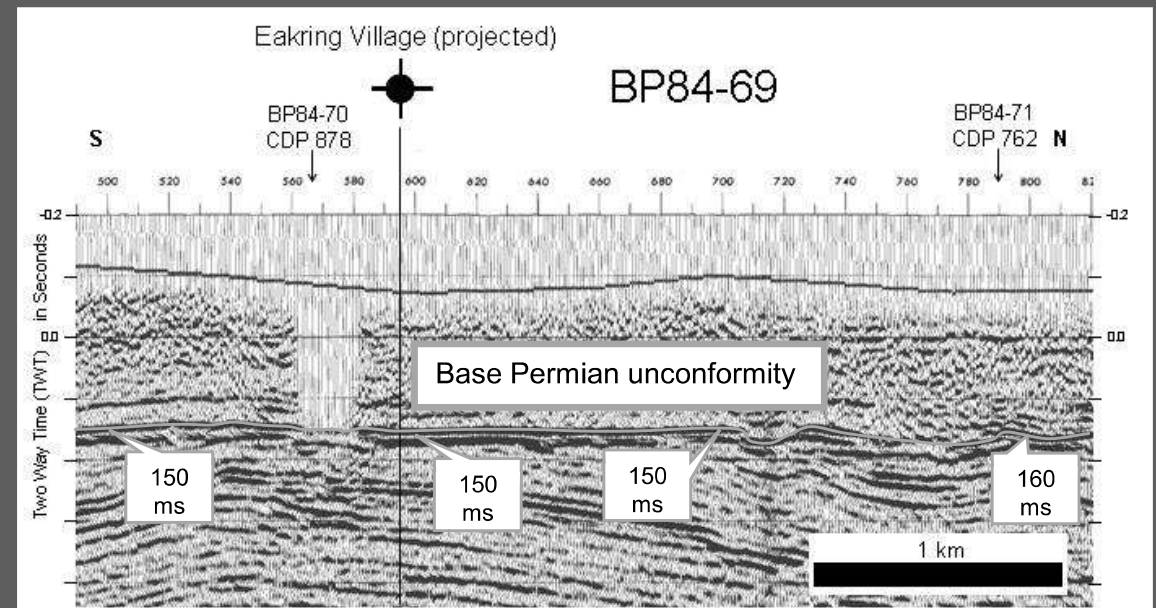 Eakring Village (projected)
BP84-69
BP84-70
CDP 878
BP84-71
CDP 762
S
N
500 520 540 560 580 600 620 640 660 680 700 720 740 760 780 800 82
-0.2
-0.2
0.0
0.0
Two Way Time (TWT) in Seconds
Base Permian unconformity
150
ms
150
ms
150
ms
160
ms
1 km